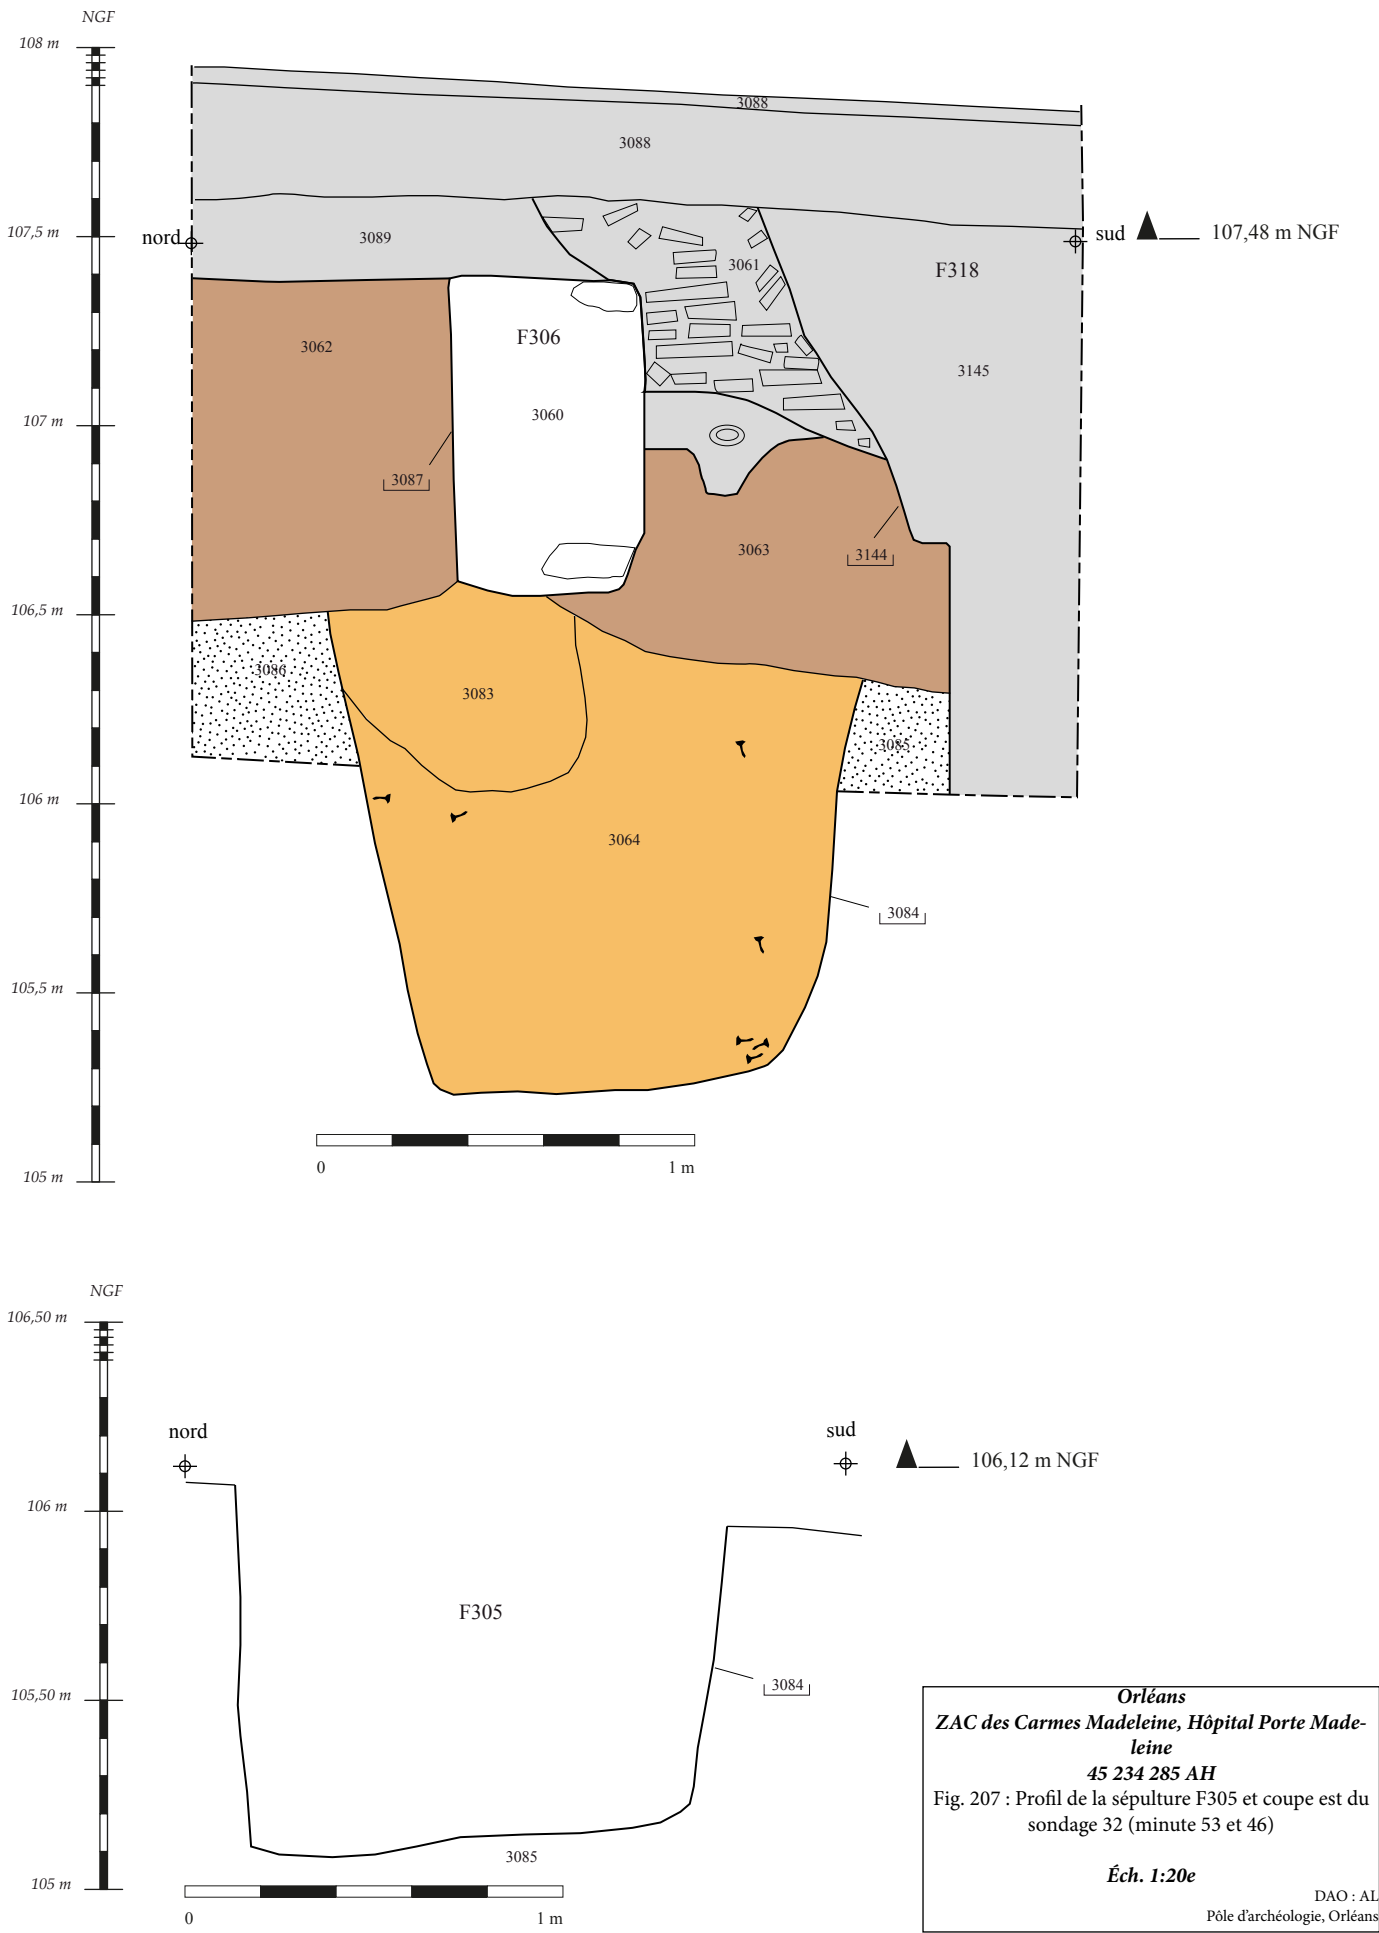 NGF
108 m
3088
3088
107,5 m
nord
3089
3061
F318
sud
107,48 m NGF
3062
F306
3145
107 m
3060
3087
3063
3144
106,5 m
3086
3083
3085
106 m
3064
3084
105,5 m
105 m
0 1 m
NGF
106,50 m
nord
sud
106,12 m NGF
106 m
F305
105,50 m
3084
3085
105 m
0 1 m
Orléans
ZAC des Carmes Madeleine, Hôpital Porte Made-
leine
45 234 285 AH
Fig. 207 : Profil de la sépulture F305 et coupe est du
sondage 32 (minute 53 et 46)
Éch. 1:20e
DAO : AL
Pôle d'archéologie, Orléans